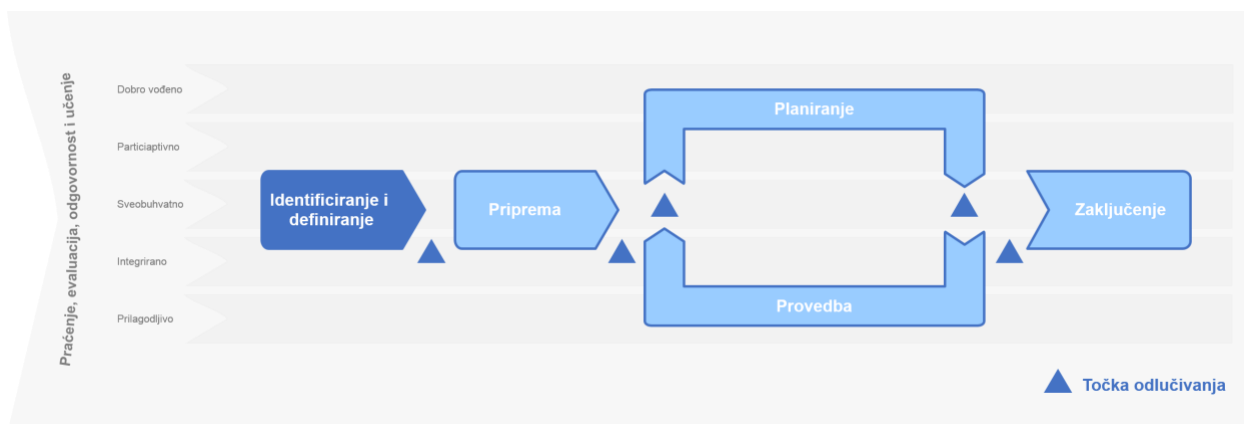 Praćenje, evaluacija, odgovornost i učenje
Dobro vođeno
Particiaptivno
Sveobuhvatno
Integrirano
Prilagodljivo
Identificiranje i
definiranje
Priprema
Planiranje
Provedba
Zaključenje
Točka odlučivanja